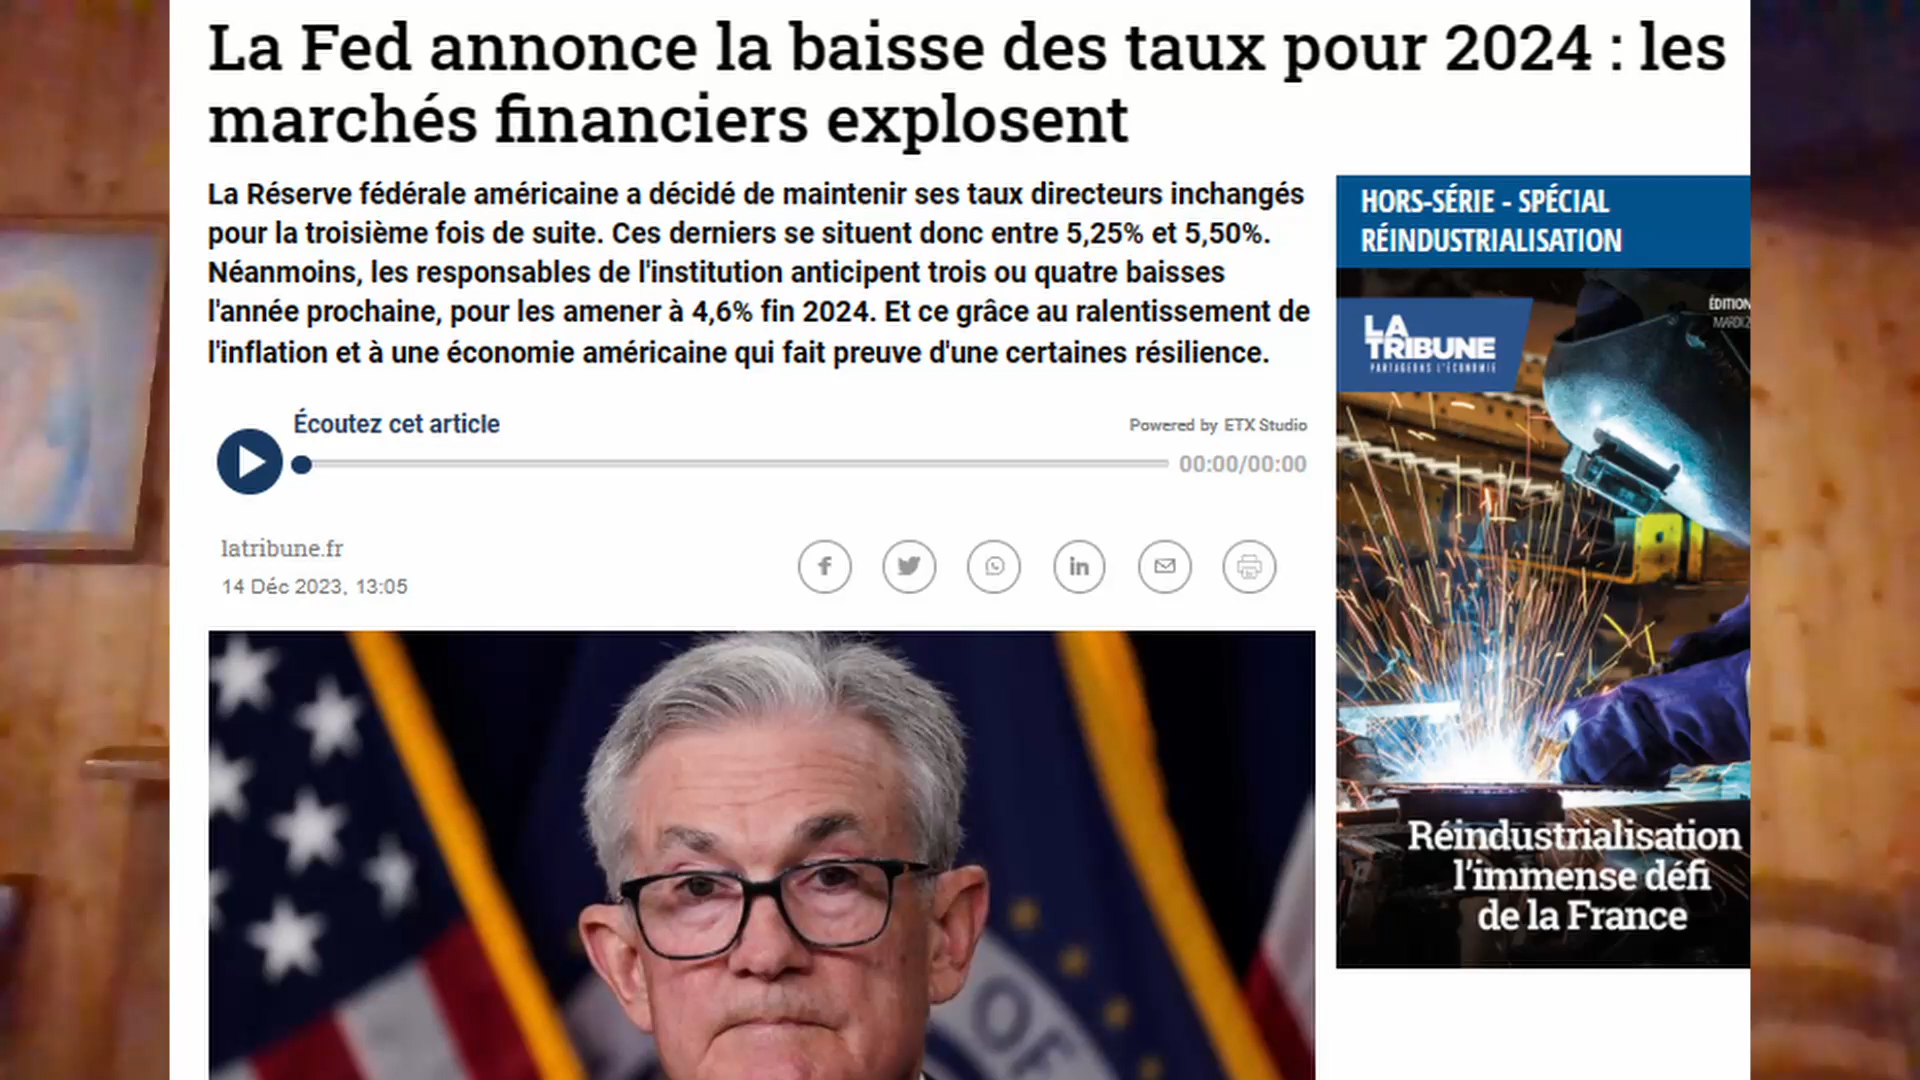 La Fed annonce la baisse des taux pour 2024 : les
marchés financiers explosent
La Réserve fédérale américaine a décidé de maintenir ses taux directeurs inchangés
pour la troisième fois de suite. Ces derniers se situent donc entre 5,25% et 5,50%.
Néanmoins, les responsables de l'institution anticipent trois ou quatre baisses
l'année prochaine, pour les amener à 4,6% fin 2024. Et ce grâce au ralentissement de
l'inflation et à une économie américaine qui fait preuve d'une certaines résilience.
Écoutez cet article
Powered by ETX Studio
00:00/00:00
latribune.fr
14 Déc 2023, 13:05
HORS-SÉRIE - SPÉCIAL
RÉINDUSTRIALISATION
ÉDITION
LA
TRIBUNE
PARTAGEONS L'ÉCONOMIE
Réindustrialisation
l'immense défi
de la France
OF